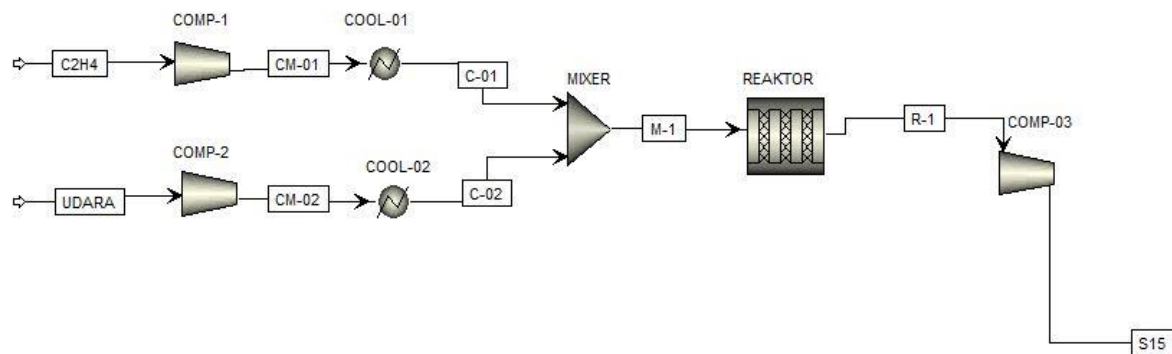 COMP-1
COOL-01
C2H4
CM-01
C-01
MIXER
REAKTOR
M-1
R-1
COMP-03
COMP-2
COOL-02
UDARA
CM-02
C-02
S15